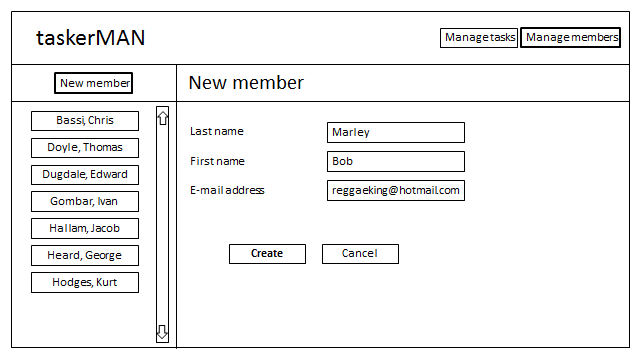 taskerMAN
Manage tasks
Manage members
New member
New member
Bassi, Chris
Doyle, Thomas
Dugdale, Edward
Gombar, Ivan
Hallam, Jacob
Heard, George
Hodges, Kurt
Last name
Marley
First name
Bob
E-mail address
reggaeking@hotmail.com
Create
Cancel